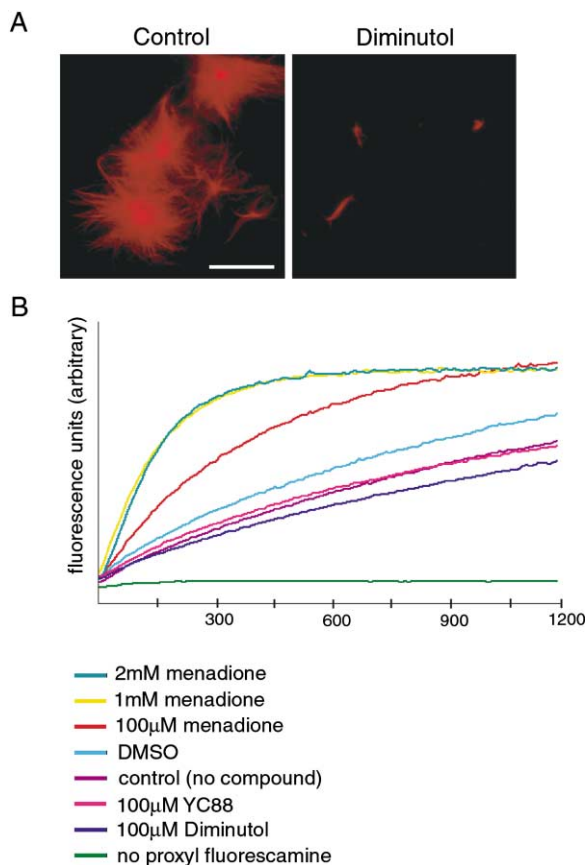 A
Control
Diminutol
B
fluorescence units (arbitrary)
300
600
900
1200
2mM menadione
1mM menadione
100μM menadione
DMSO
control (no compound)
100μM YC88
100μM Diminutol
no proxyl fluorescamine